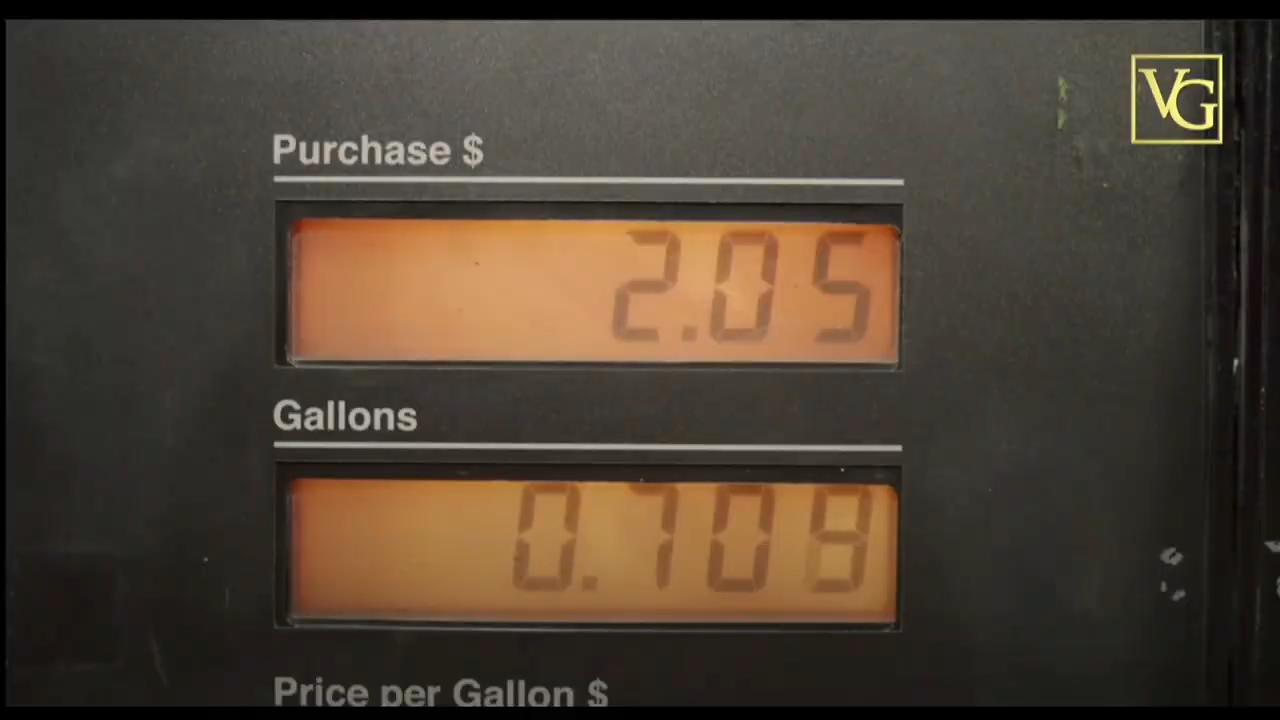 VG
Purchase $
2.05
Gallons
0.708
Price per Gallon $